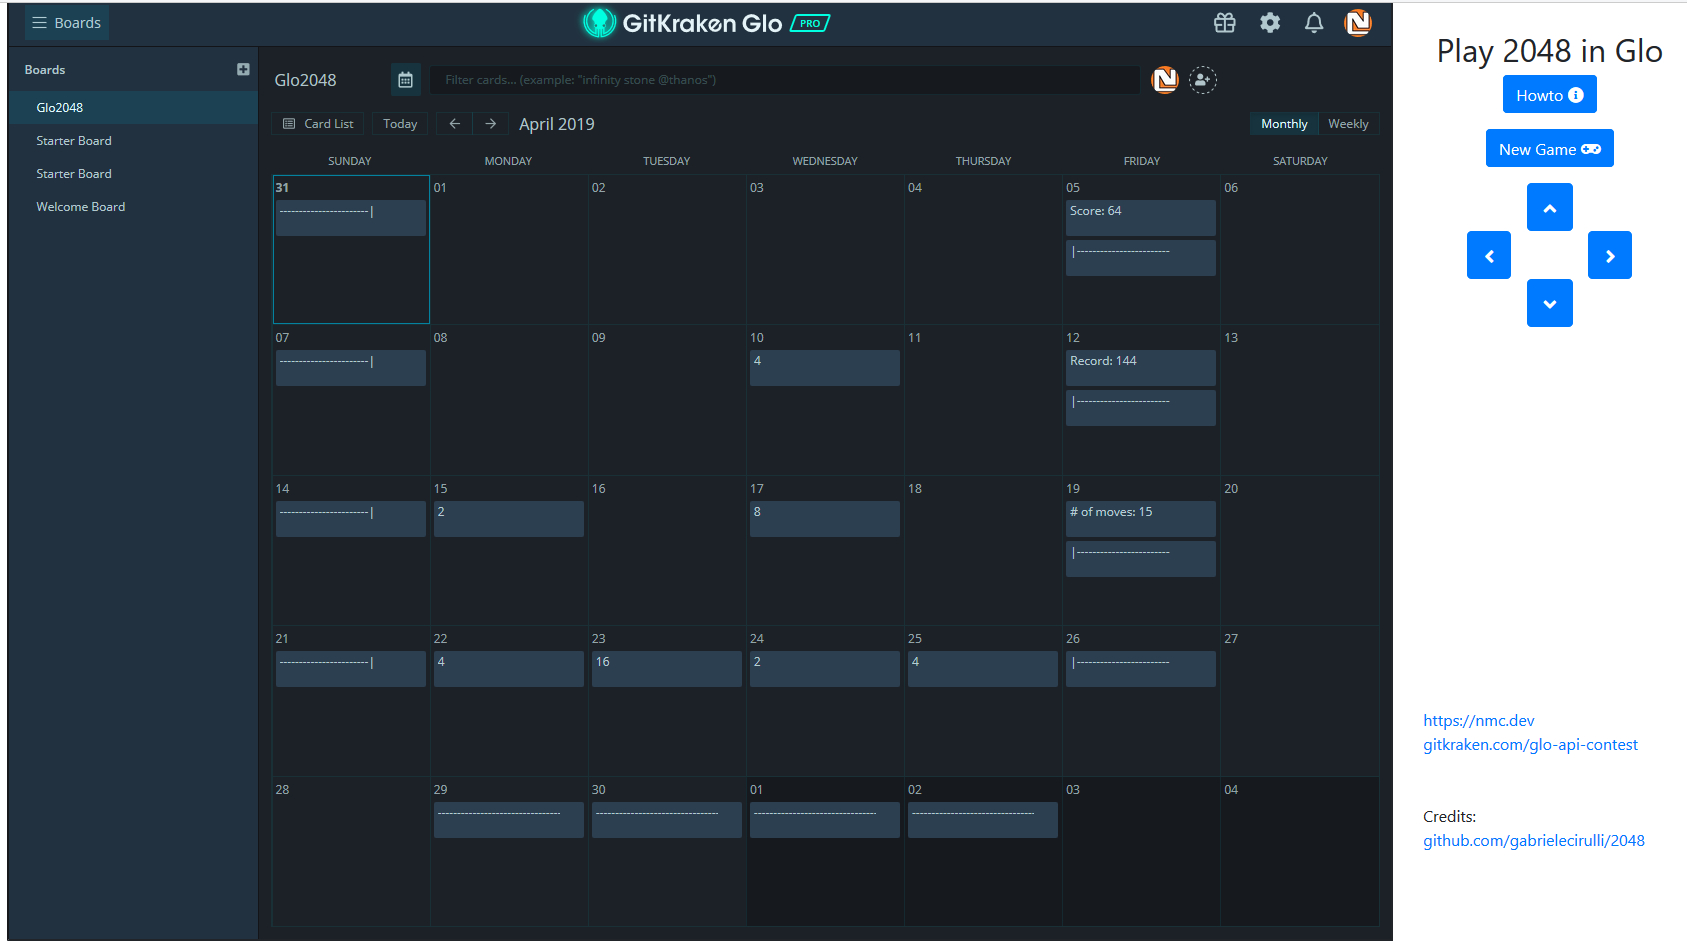 Boards
GitKraken Glo PRO
Play 2048 in Glo
Howto
New Game
Boards
Glo2048
Starter Board
Starter Board
Welcome Board
Glo2048
Filter cards... (example: "infinity stone @thanos")
Card List Today April 2019 Monthly Weekly
SUNDAY MONDAY TUESDAY WEDNESDAY THURSDAY FRIDAY SATURDAY
31 01 02 03 04 05 06
-----------------------| Score: 64
|-----------------------
07 08 09 10 11 12 13
-----------------------| 4 Record: 144
|-----------------------
14 15 16 17 18 19 20
-----------------------| 2 8 # of moves: 15
|-----------------------
21 22 23 24 25 26 27
-----------------------| 4 16 2 4 |-----------------------
28 29 30 01 02 03 04
------------------------------- ------------------------------- ------------------------------- -------------------------------
https://nmc.dev
gitkraken.com/glo-api-contest
Credits:
github.com/gabrielecirulli/2048